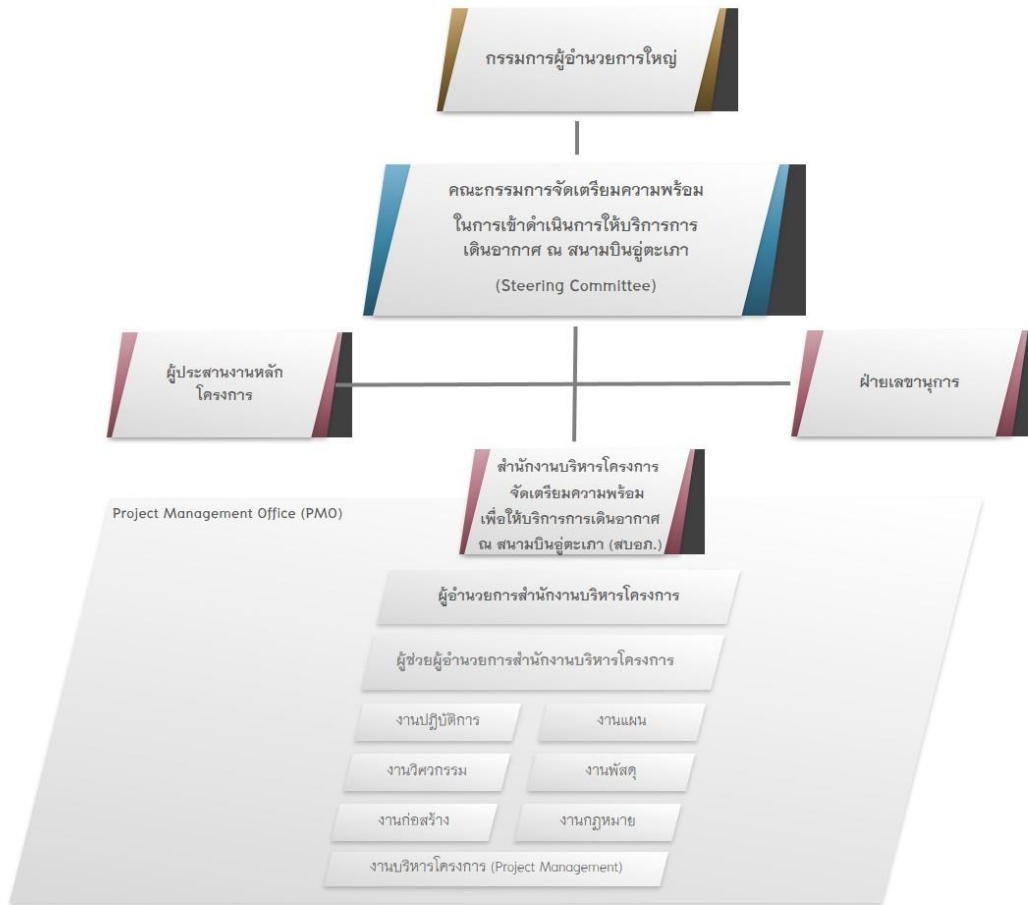 กรรมการผู้อำนวยการใหญ่
คณะกรรมการจัดเตรียมความพร้อม
ในการเข้าดำเนินการให้บริการการ
เดินอากาศ ณ สนามบินอู่ตะเภา
(Steering Committee)
ผู้ประสานงานหลัก
โครงการ
ฝ่ายเลขานุการ
สำนักงานบริหารโครงการ
จัดเตรียมความพร้อม
เพื่อให้บริการการเดินอากาศ
ณ สนามบินอู่ตะเภา (สบอภ.)
Project Management Office (PMO)
ผู้อำนวยการสำนักงานบริหารโครงการ
ผู้ช่วยผู้อำนวยการสำนักงานบริหารโครงการ
งานปฏิบัติการ
งานแผน
งานวิศวกรรม
งานพัสดุ
งานก่อสร้าง
งานกฎหมาย
งานบริหารโครงการ (Project Management)